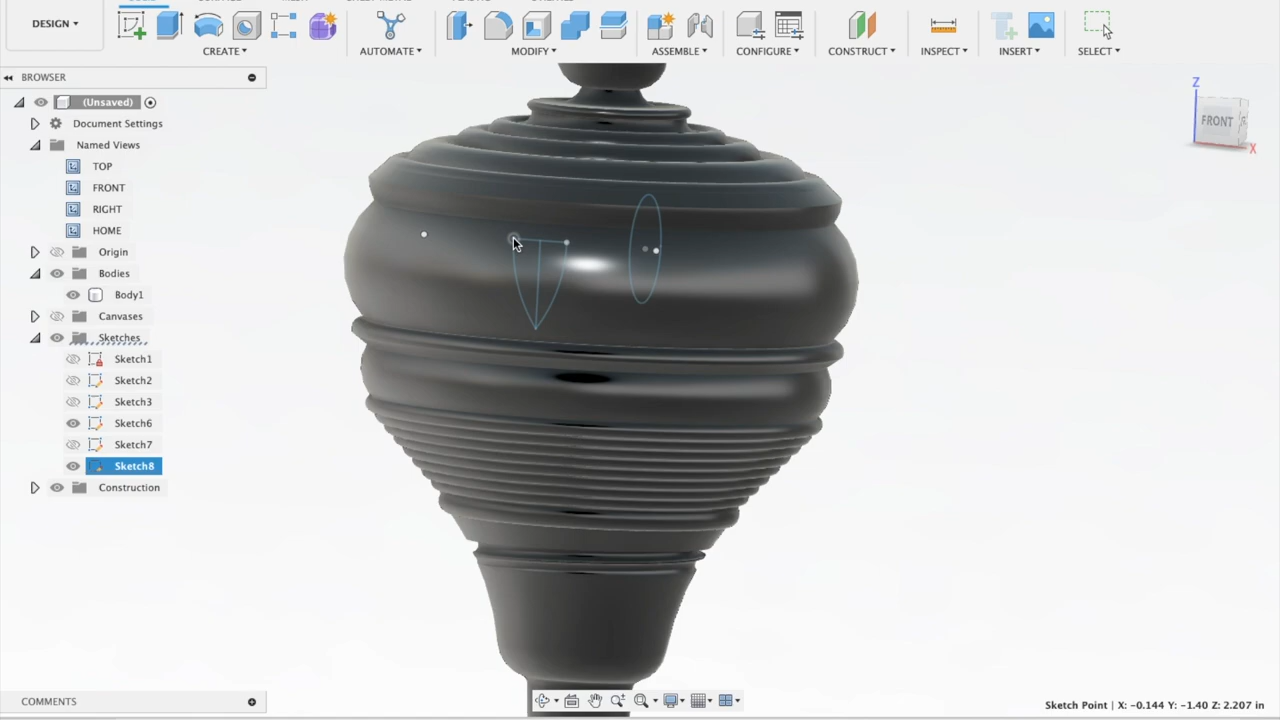 DESIGN
CREATE
AUTOMATE
MODIFY
ASSEMBLE
CONFIGURE
CONSTRUCT
INSPECT
INSERT
SELECT
BROWSER
(Unsaved)
Document Settings
Named Views
TOP
FRONT
RIGHT
HOME
Origin
Bodies
Body1
Canvases
Sketches
Sketch1
Sketch2
Sketch3
Sketch6
Sketch7
Sketch8
Construction
Z
FRONT
X
COMMENTS
Sketch Point | X: -0.144 Y: -1.40 Z: 2.207 in